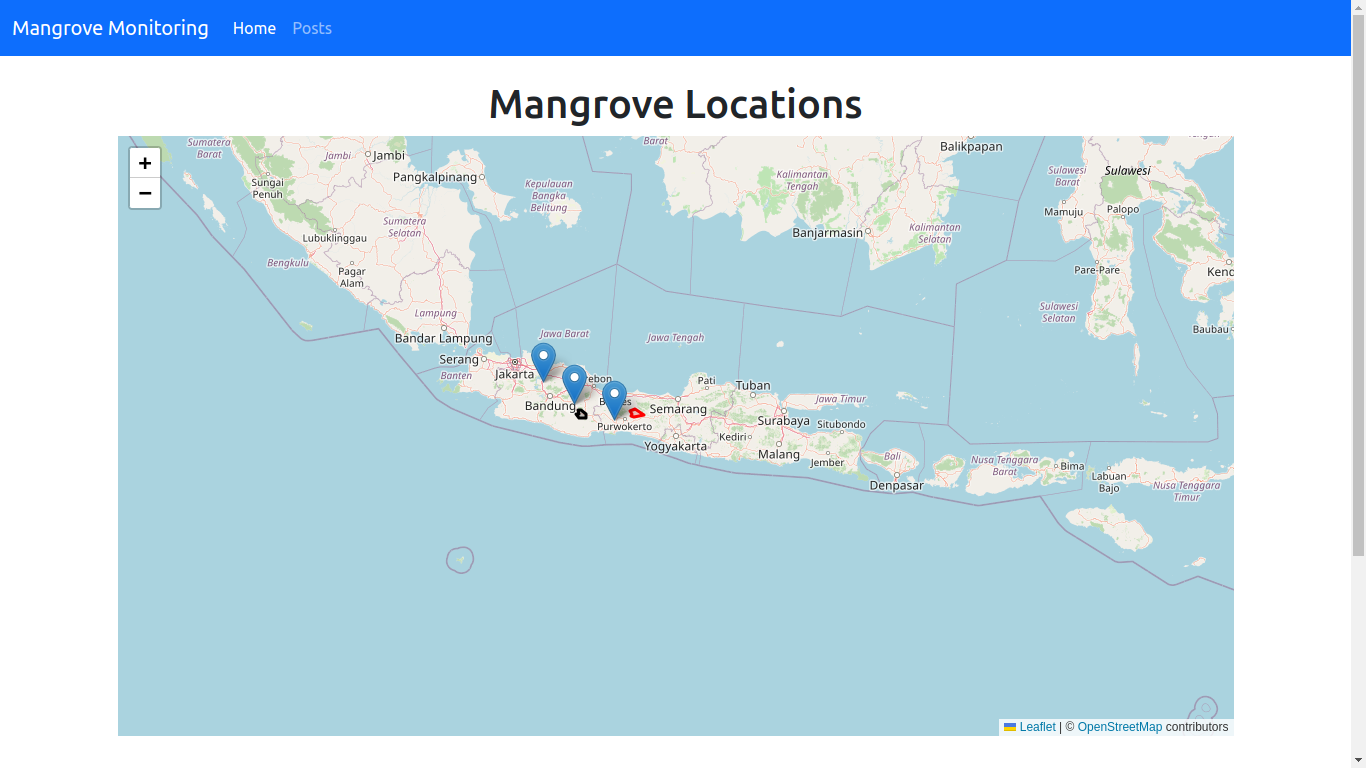 Mangrove Monitoring Home Posts
Mangrove Locations
+
−
Sumatera
Barat
Jambi
Jambi
Sungai
Penuh
Pangkalpinang
Kepulauan
Bangka
Belitung
Sumatera
Selatan
Lubuklinggau
Bengkulu
Pagar
Alam
Lampung
Bandar Lampung
Barat
Kalimantan
Tengah
Balikpapan
Banjarmasin
Kalimantan
Selatan
Sulawesi
Barat
Sulawesi
Mamuju
Palopo
Pare-Pare
Kend
Sulawesi
Selatan
Baubau
Serang
Banten
Jakarta
Jawa Barat
Jawa Tengah
Bandung
Purwokerto
Pati
Semarang
Yogyakarta
Tuban
Jawa Timur
Surabaya
Situbondo
Kediri
Malang
Jember
Bali
Denpasar
Nusa Tenggara
Barat
Bima
Labuan
Bajo
Nusa Tenggara
Timur
Leaflet | © OpenStreetMap contributors